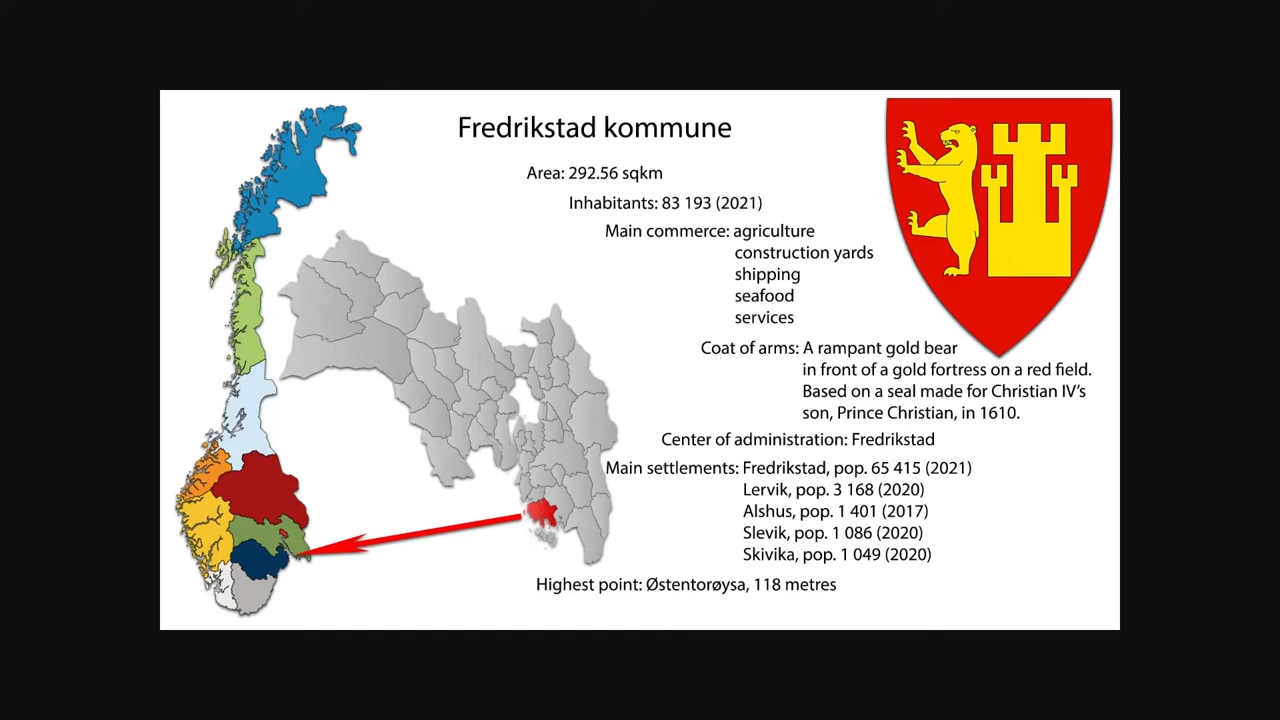 Fredrikstad kommune
Area: 292.56 sqkm
Inhabitants: 83 193 (2021)
Main commerce: agriculture
construction yards
shipping
seafood
services
Coat of arms: A rampant gold bear
in front of a gold fortress on a red field.
Based on a seal made for Christian IV's
son, Prince Christian, in 1610.
Center of administration: Fredrikstad
Main settlements: Fredrikstad, pop. 65 415 (2021)
Lervik, pop. 3 168 (2020)
Alshus, pop. 1 401 (2017)
Slevik, pop. 1 086 (2020)
Skivika, pop. 1 049 (2020)
Highest point: Østentorøysa, 118 metres